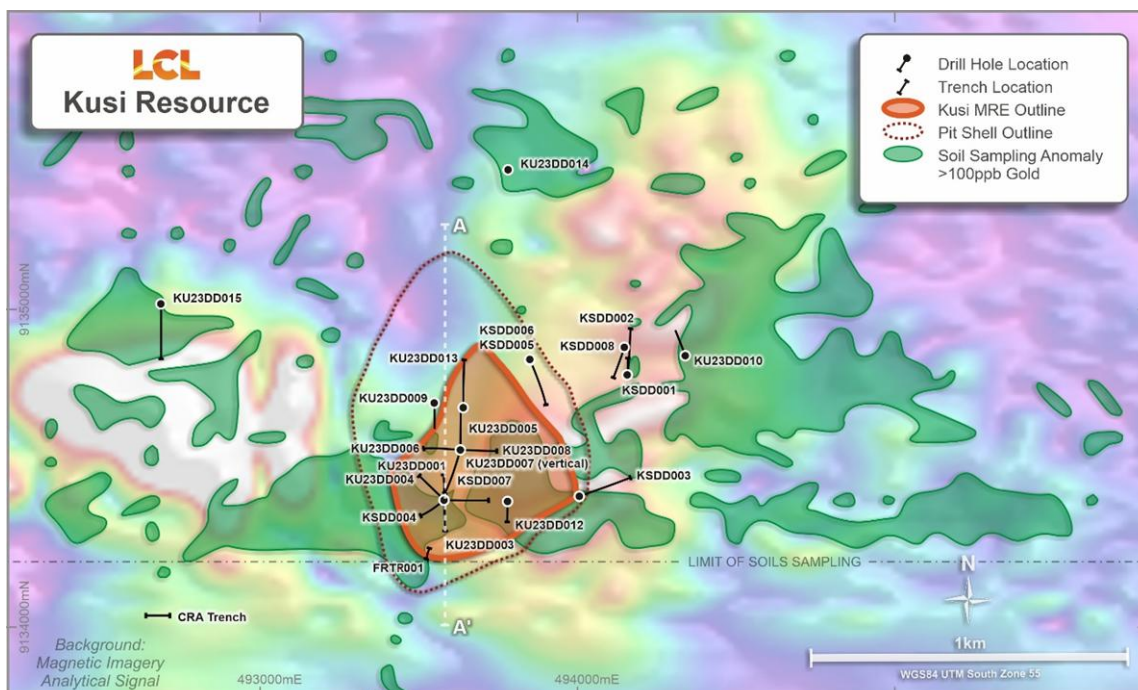 LCL
Kusi Resource
Drill Hole Location
Trench Location
Kusi MRE Outline
Pit Shell Outline
Soil Sampling Anomaly
>100ppb Gold
KU23DD014
A
9135000mN
KU23DD015
KSDD006
KSDD005
KSDD002
KSDD008
KU23DD013
KU23DD010
KSDD001
KU23DD009
KU23DD005
KU23DD006
KU23DD008
KU23DD007 (vertical)
KU23DD001
KU23DD004
KSDD007
KSDD003
KSDD004
KU23DD012
KU23DD003
FRTR001
LIMIT OF SOILS SAMPLING
N
9134000mN
CRA Trench
A'
1km
Background:
Magnetic Imagery
Analytical Signal
493000mE
494000mE
WGS84 UTM South Zone 55